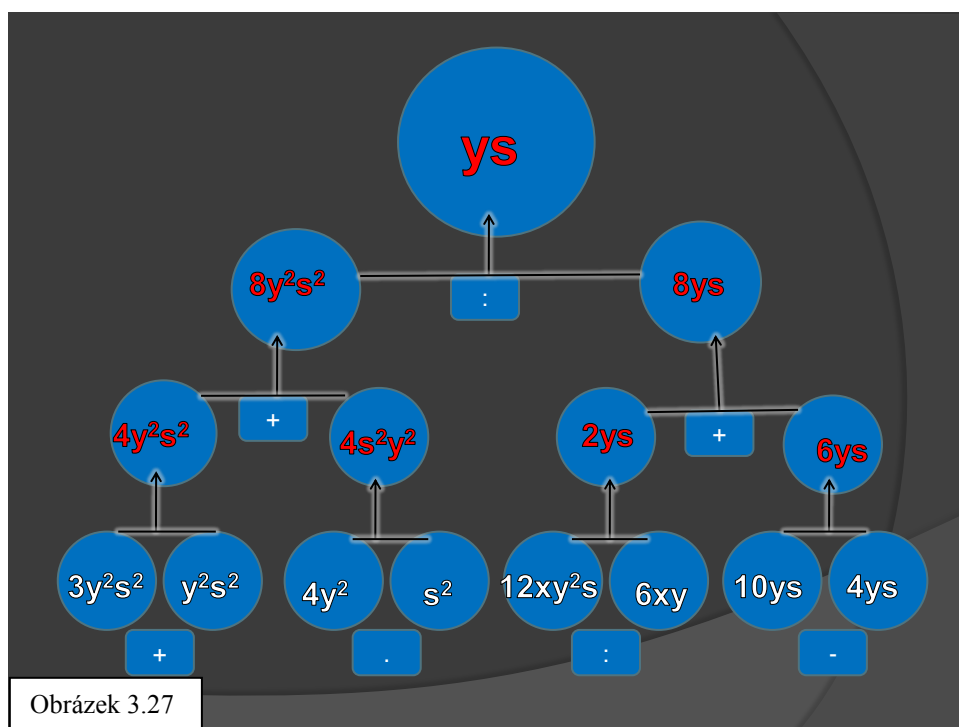 ys
8y²s²
8ys
:
4y²s²
+
4s²y²
2ys
+
6ys
3y²s²
y²s²
4y²
s²
12xy²s
6xy
10ys
4ys
+
.
:
-
Obrázek 3.27